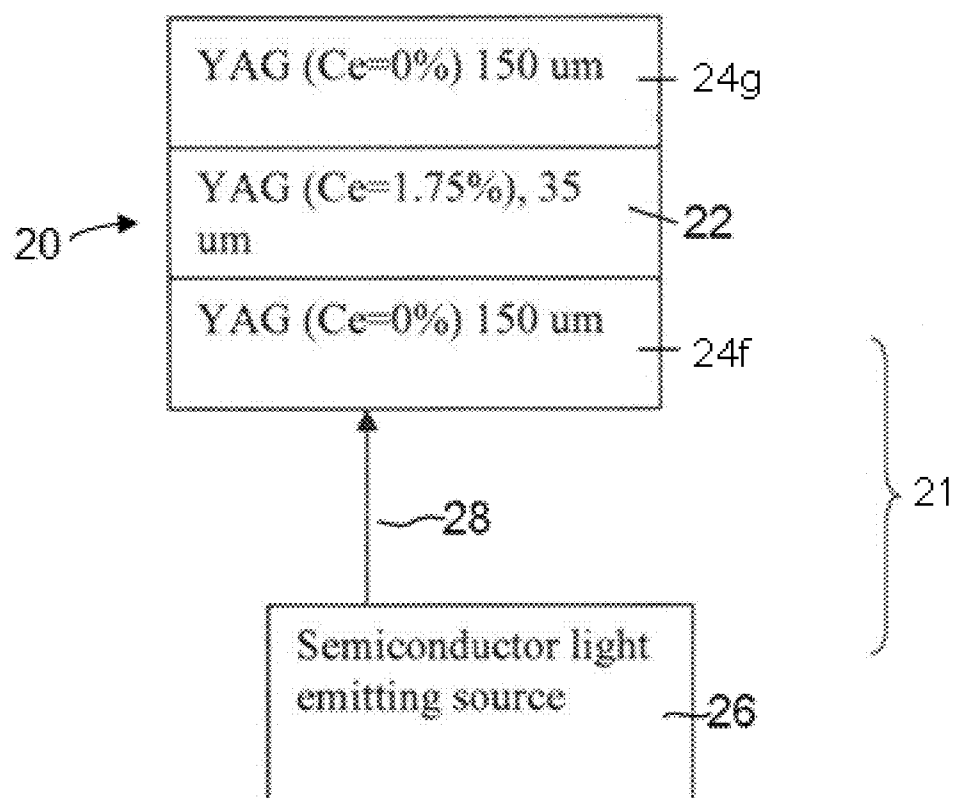 YAG (Ce=0%) 150 um
24g
YAG (Ce=1.75%), 35
um
22
20
YAG (Ce=0%) 150 um
24f
21
28
Semiconductor light
emitting source
26